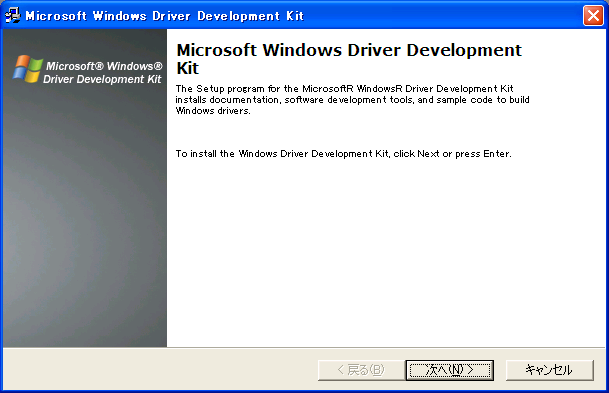 Microsoft Windows Driver Development Kit
Microsoft® Windows®
Driver Development Kit
Microsoft Windows Driver Development
Kit
The Setup program for the MicrosoftR WindowsR Driver Development Kit
installs documentation, software development tools, and sample code to build
Windows drivers.
To install the Windows Driver Development Kit, click Next or press Enter.
< 戻る(B)
次へ(N) >
キャンセル